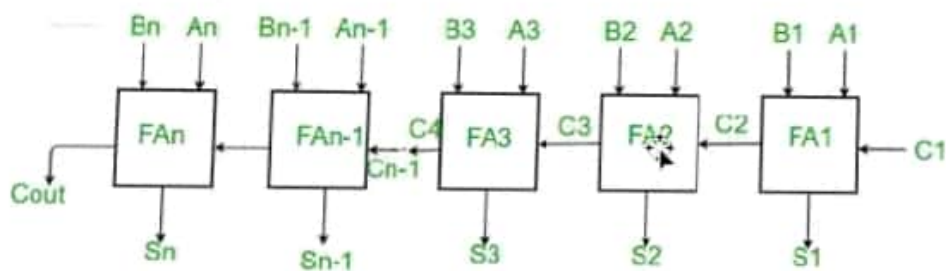 Bn An Bn-1 An-1 B3 A3 B2 A2 B1 A1
FAn FAn-1 C4 FA3 C3 FA2 C2 FA1 C1
Cn-1
Cout
Sn Sn-1 S3 S2 S1